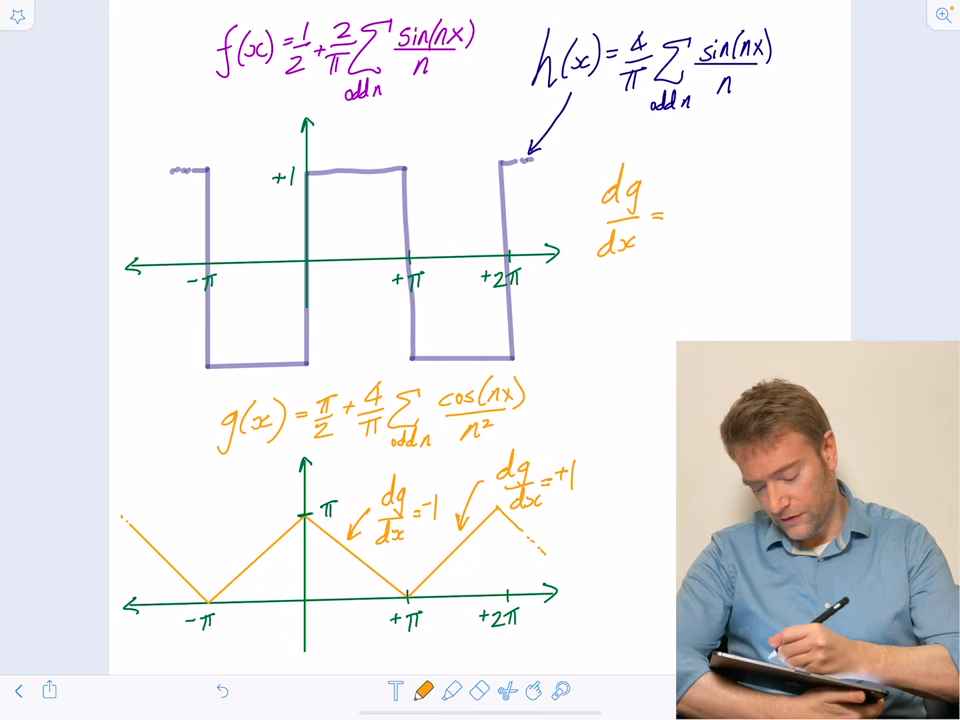 f(x) = 1/2 + 2/π ∑ odd n sin(nx)/n
h(x) = 4/π ∑ odd n sin(nx)/n
+1
dg/dx =
-π
+π
+2π
g(x) = π/2 + 4/π ∑ odd n cos(nx)/n²
π
dg/dx = -1
dg/dx = +1
-π
+π
+2π
T